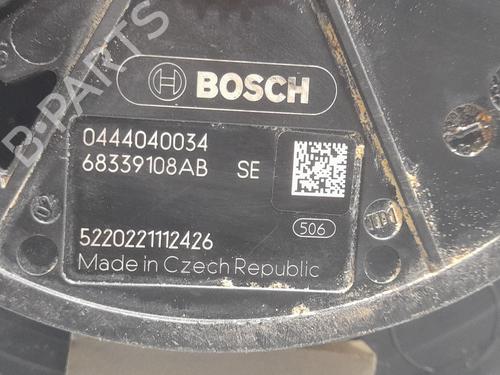 BOSCH
0444040034
68339108AB SE
506
5220221112426
Made in Czech Republic
B-PARTS